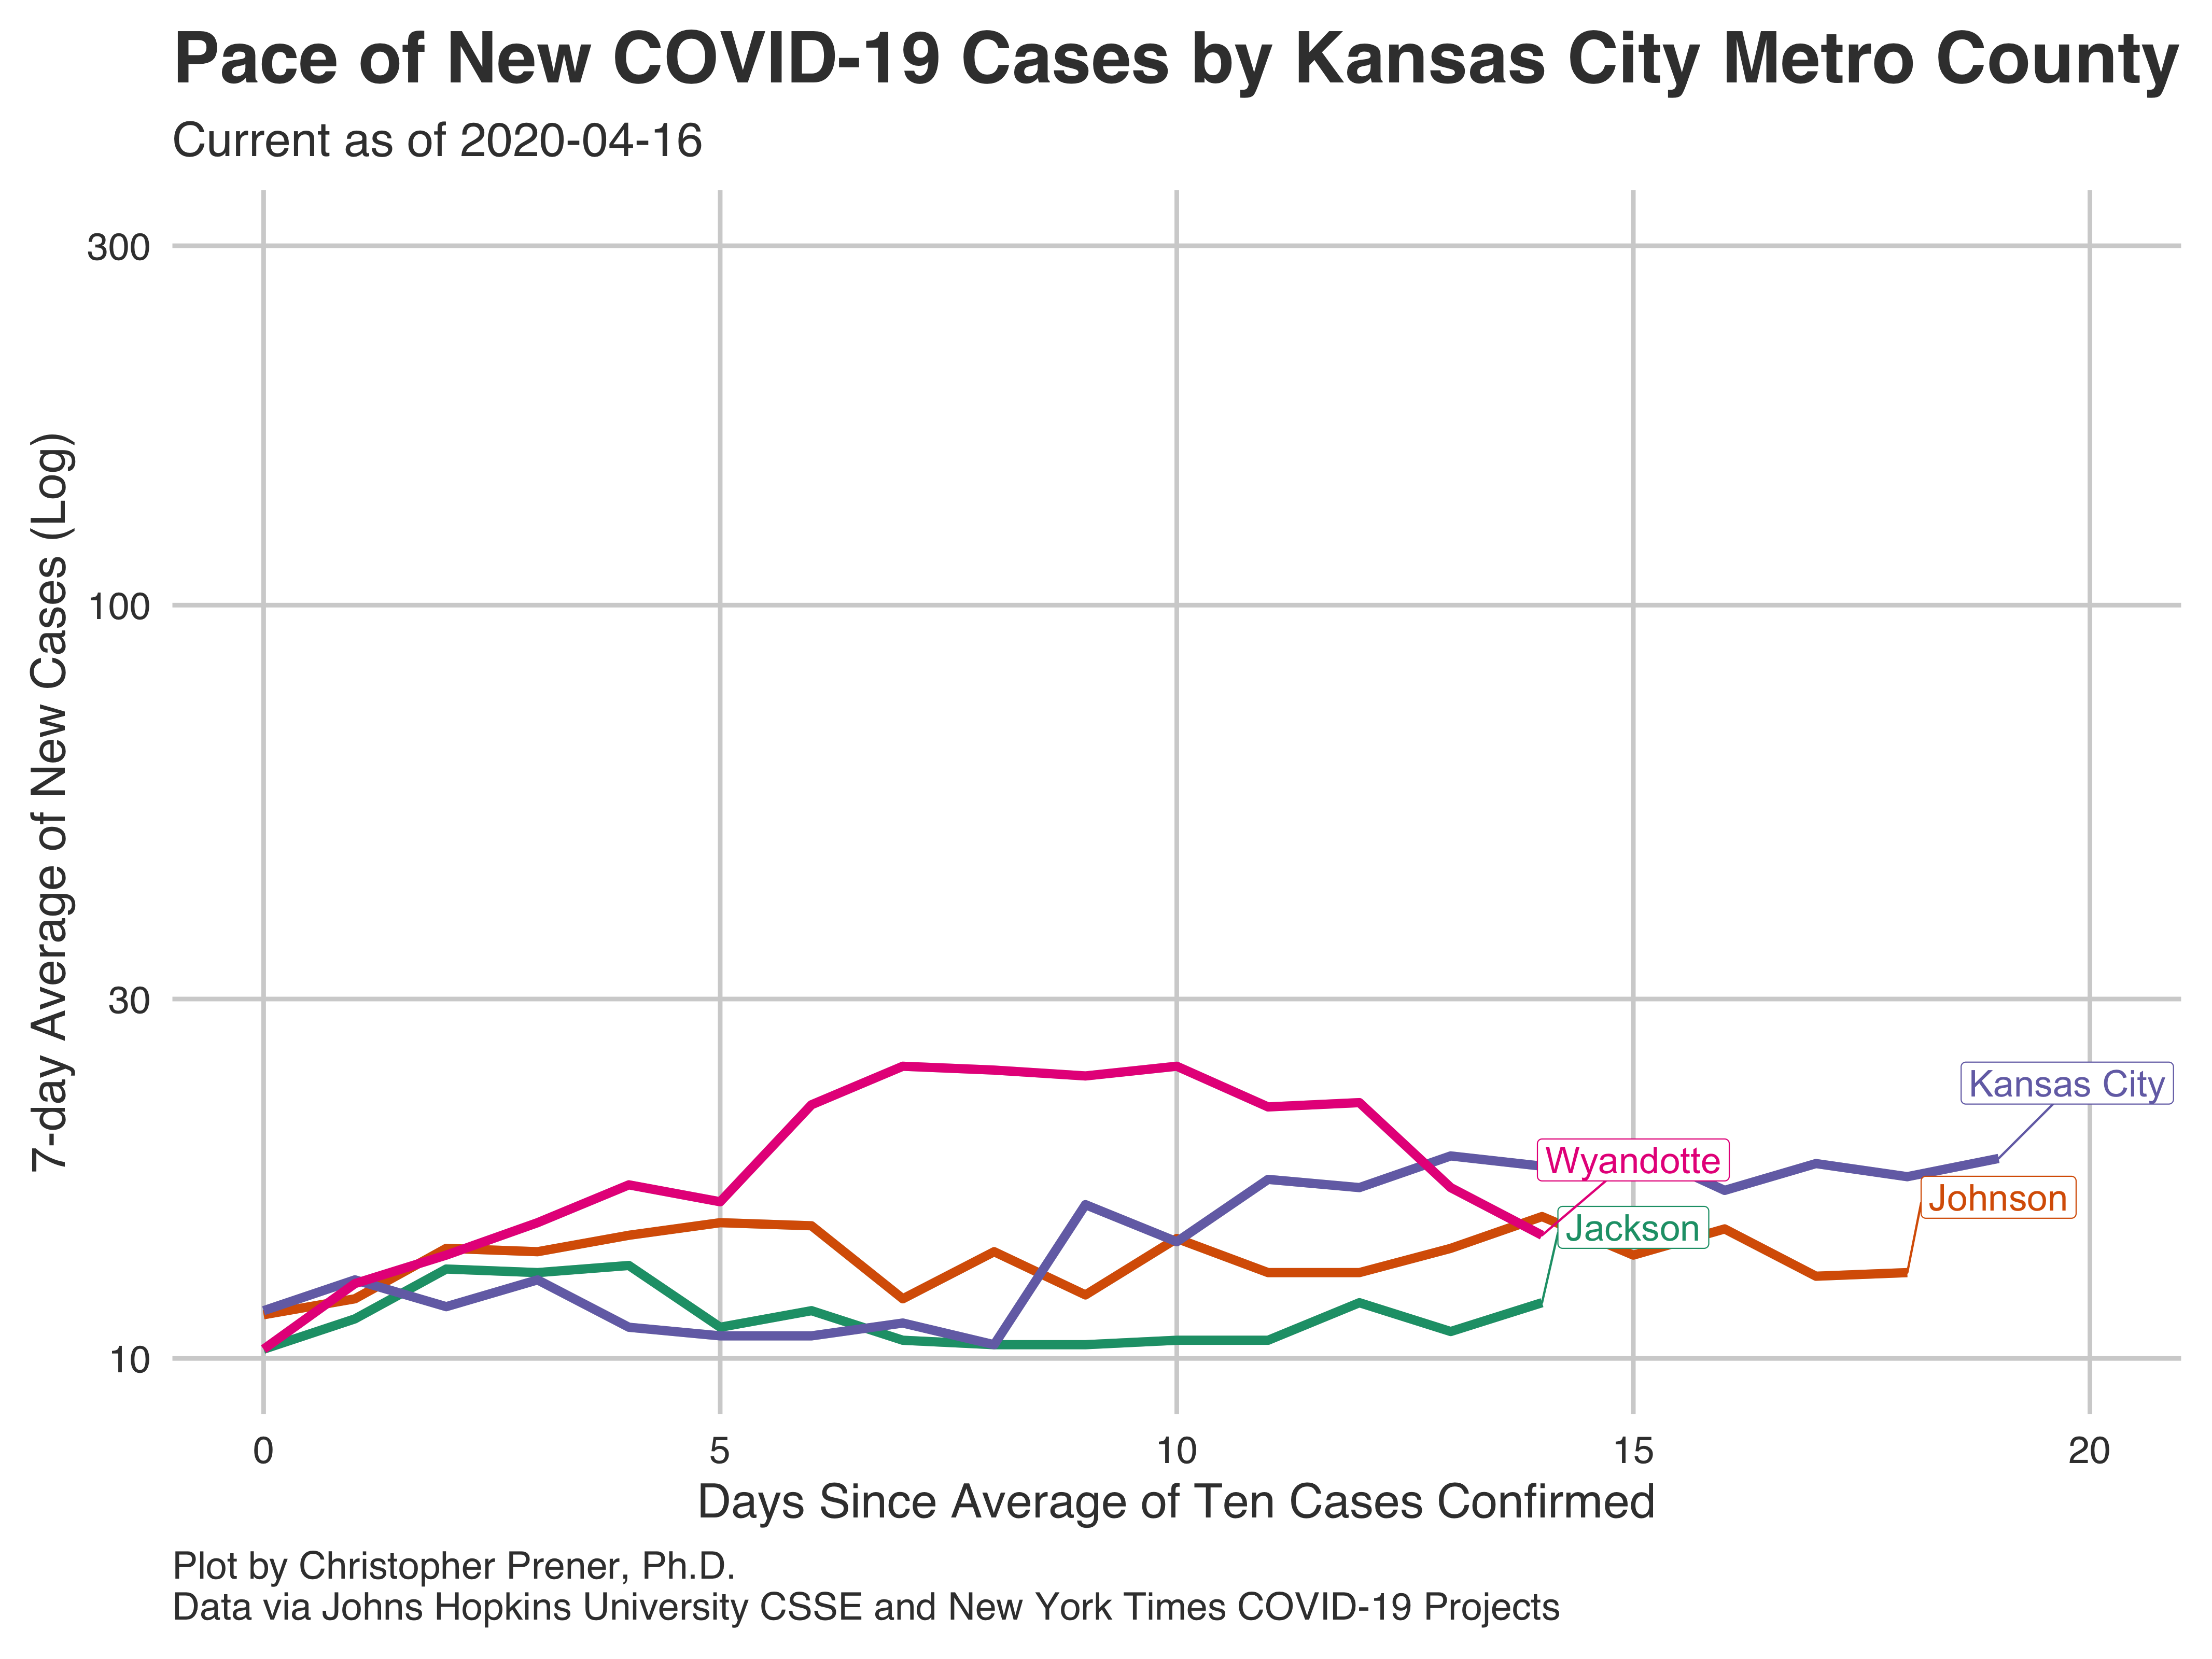 Pace of New COVID-19 Cases by Kansas City Metro County
Current as of 2020-04-16
7-day Average of New Cases (Log)
300
100
30
10
Kansas City
Wyandotte
Johnson
Jackson
0
5
10
15
20
Days Since Average of Ten Cases Confirmed
Plot by Christopher Prener, Ph.D.
Data via Johns Hopkins University CSSE and New York Times COVID-19 Projects